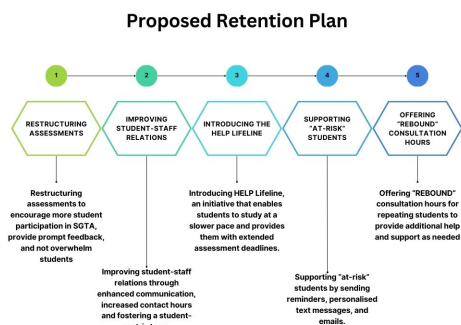 Proposed Retention Plan
1
2
3
4
5
RESTRUCTURING
ASSESSMENTS
IMPROVING
STUDENT-STAFF
RELATIONS
INTRODUCING THE
HELP LIFELINE
SUPPORTING
"AT-RISK"
STUDENTS
OFFERING
"REBOUND"
CONSULTATION
HOURS
Restructuring
assessments to
encourage more student
participation in SGTA,
provide prompt feedback,
and not overwhelm
students
Improving student-staff
relations through
enhanced communication,
increased contact hours
and fostering a student-
Introducing HELP Lifeline,
an initiative that enables
students to study at a
slower pace and provides
them with extended
assessment deadlines.
Supporting "at-risk"
students by sending
reminders, personalised
text messages, and
emails.
Offering "REBOUND"
consultation hours for
repeating students to
provide additional help
and support as needed